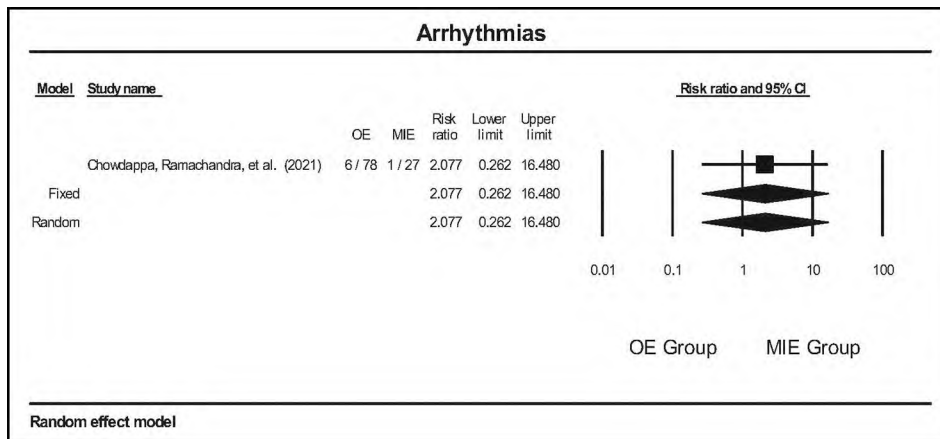 Arrhythmias
Model Study name Risk ratio and 95% CI
OE MIE Risk ratio Lower limit Upper limit
Chowdappa, Ramachandra, et al. (2021) 6 / 78 1 / 27 2.077 0.262 16.480
Fixed 2.077 0.262 16.480
Random 2.077 0.262 16.480
0.01 0.1 1 10 100
OE Group MIE Group
Random effect model